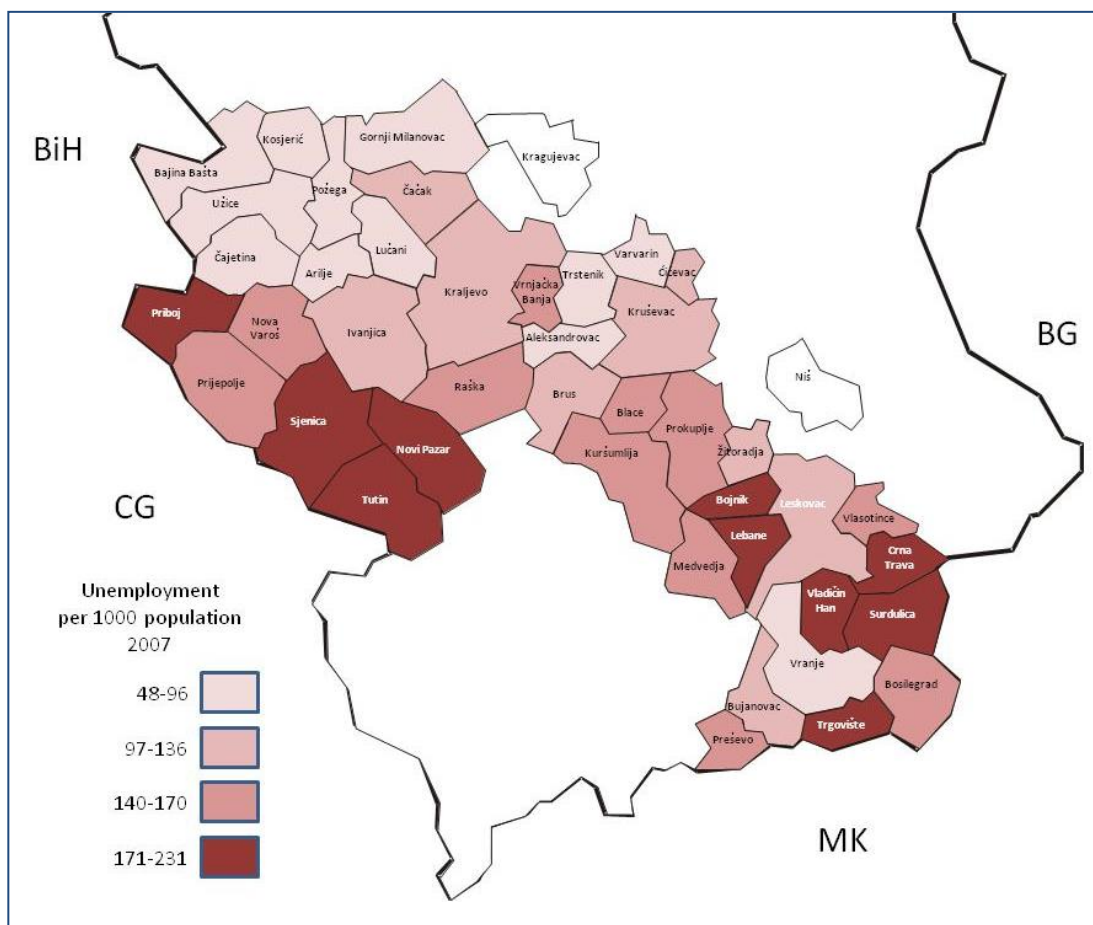 BiH
Kosjerić
Gornji Milanovac
Kragujevac
Bajina Bašta
Požega
Čačak
Užice
Čajetina
Arilje
Lučani
Varvarin
Ćićevac
Trstenik
Kraljevo
Vrnjačka
Banja
Kruševac
Priboj
Nova
Varoš
Ivanjica
Aleksandrovac
BG
Niš
Prijepolje
Raška
Brus
Blace
Sjenica
Prokuplje
Novi Pazar
Kuršumlija
Žitoradja
Tutin
Bojnik
Leskovac
CG
Vlasotince
Lebane
Crna
Trava
Medvedja
Vladičin
Han
Surdulica
Vranje
Bosilegrad
Bujanovac
Trgovište
Preševo
MK
Unemployment
per 1000 population
2007
48-96
97-136
140-170
171-231